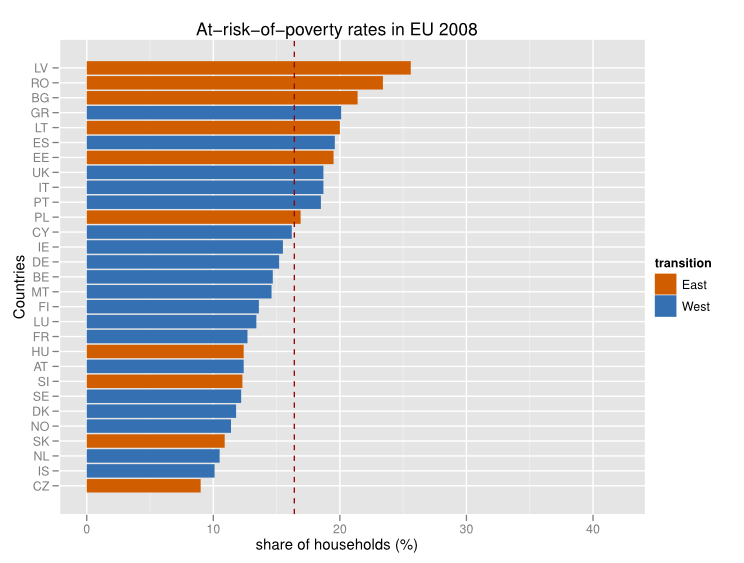 At−risk−of−poverty rates in EU 2008
LV
RO
BG
GR
LT
ES
EE
UK
IT
PT
PL
CY
IE
DE
BE
MT
FI
LU
FR
HU
AT
SI
SE
DK
NO
SK
NL
IS
CZ
Countries
0 10 20 30 40
share of households (%)
transition
East
West